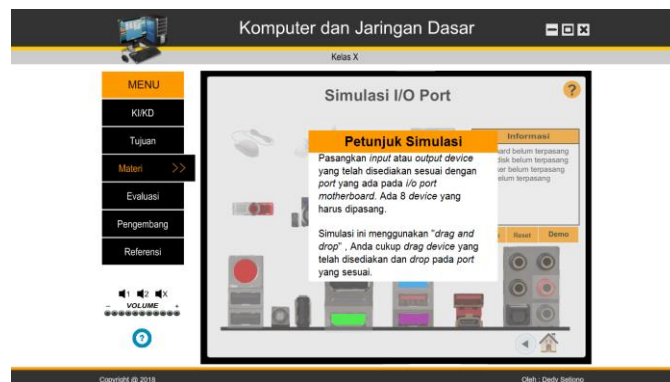 Komputer dan Jaringan Dasar
Kelas X
MENU
KI/KD
Tujuan
Materi >>
Evaluasi
Pengembang
Referensi
1 2 X
- VOLUME +
?
Simulasi I/O Port
?
Petunjuk Simulasi
Pasangkan input atau output device
yang telah disediakan sesuai dengan
port yang ada pada i/o port
motherboard. Ada 8 device yang
harus dipasang.
Simulasi ini menggunakan "drag and
drop" , Anda cukup drag device yang
telah disediakan dan drop pada port
yang sesuai.
Informasi
belum terpasang
disk belum terpasang
belum terpasang
belum terpasang
Reset Demo
Copyright @ 2018
Oleh : Dedy Setiono